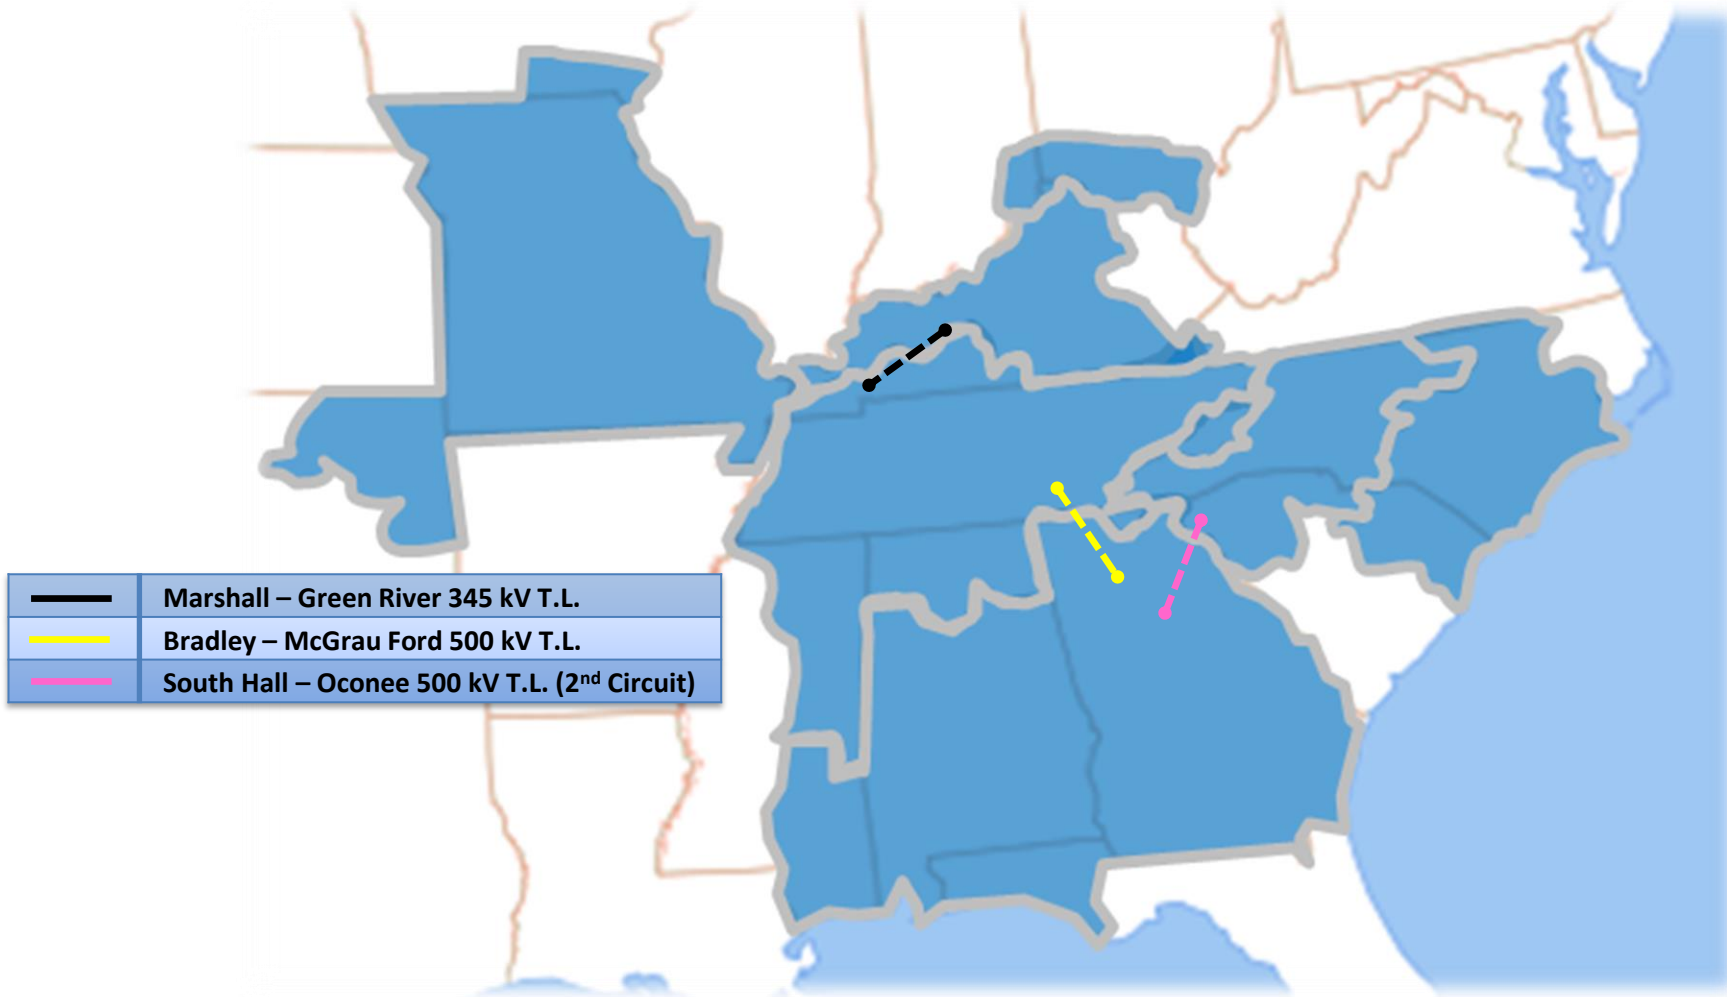 Marshall – Green River 345 kV T.L.
Bradley – McGrau Ford 500 kV T.L.
South Hall – Oconee 500 kV T.L. (2nd Circuit)